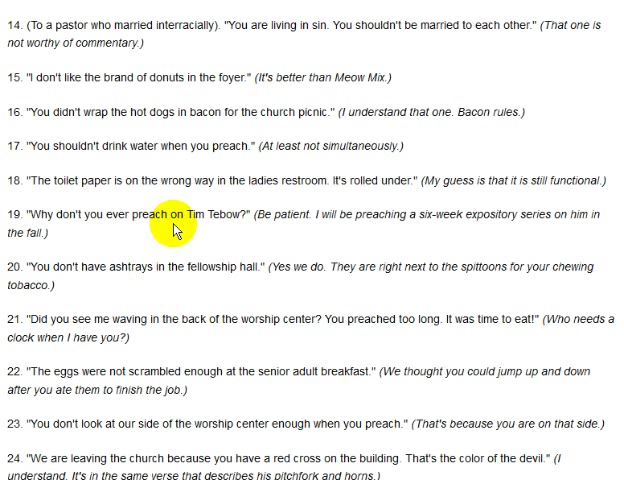 14. (To a pastor who married interracially). "You are living in sin. You shouldn't be married to each other." (That one is
not worthy of commentary.)
15. "I don't like the brand of donuts in the foyer." (It's better than Meow Mix.)
16. "You didn't wrap the hot dogs in bacon for the church picnic." (I understand that one. Bacon rules.)
17. "You shouldn't drink water when you preach." (At least not simultaneously.)
18. "The toilet paper is on the wrong way in the ladies restroom. It's rolled under." (My guess is that it is still functional.)
19. "Why don't you ever preach on Tim Tebow?" (Be patient. I will be preaching a six-week expository series on him in
the fall.)
20. "You don't have ashtrays in the fellowship hall." (Yes we do. They are right next to the spittoons for your chewing
tobacco.)
21. "Did you see me waving in the back of the worship center? You preached too long. It was time to eat!" (Who needs a
clock when I have you?)
22. "The eggs were not scrambled enough at the senior adult breakfast." (We thought you could jump up and down
after you ate them to finish the job.)
23. "You don't look at our side of the worship center enough when you preach." (That's because you are on that side.)
24. "We are leaving the church because you have a red cross on the building. That's the color of the devil." (I
understand. It's in the same verse that describes his pitchfork and horns.)